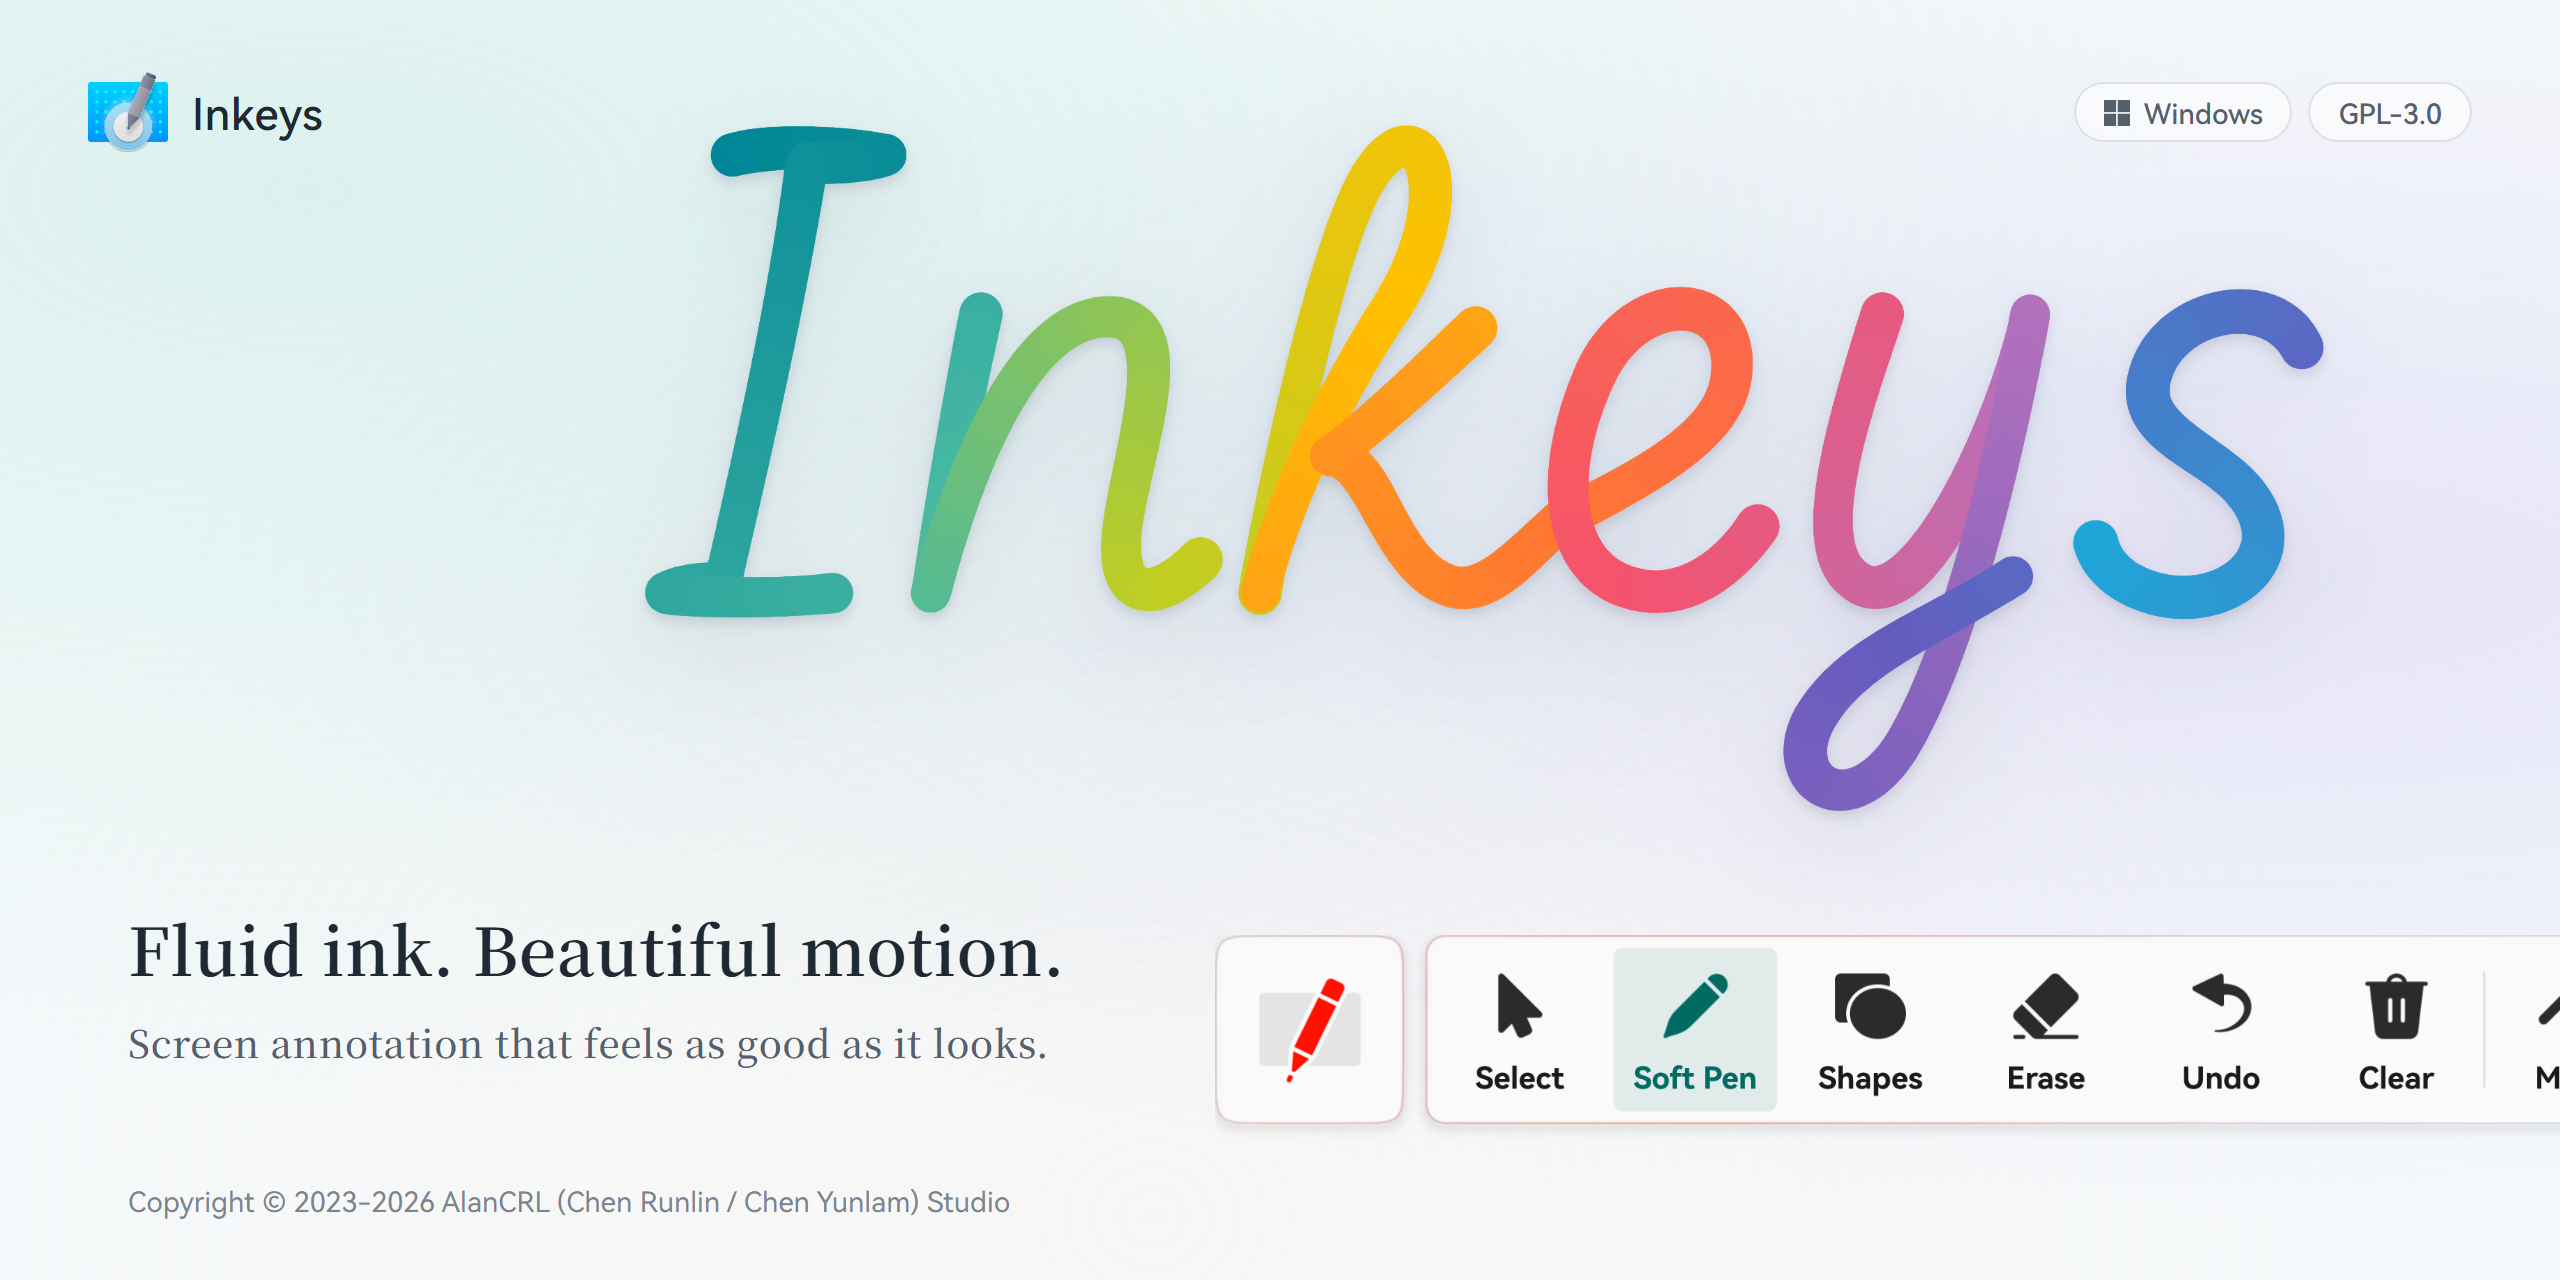 Inkeys
Windows
GPL-3.0
Inkeys
Fluid ink. Beautiful motion.
Screen annotation that feels as good as it looks.
Select
Soft Pen
Shapes
Erase
Undo
Clear
Copyright © 2023-2026 AlanCRL (Chen Runlin / Chen Yunlam) Studio